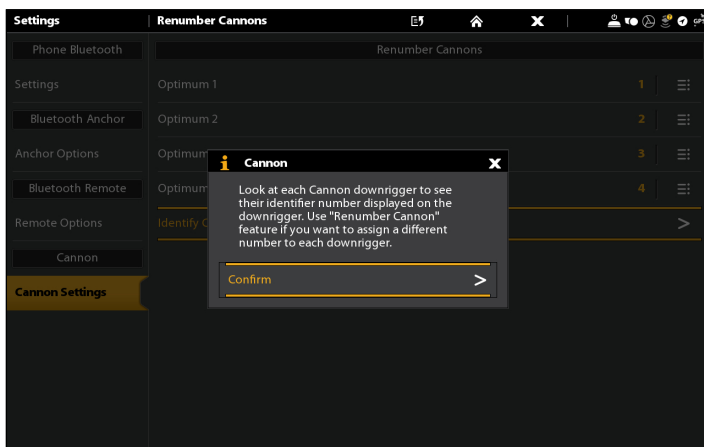 Settings
Renumber Cannons
X
Phone Bluetooth
Renumber Cannons
Settings
Optimum 1
1
Bluetooth Anchor
Optimum 2
2
Anchor Options
Optimum
3
Bluetooth Remote
Optimum
4
Remote Options
Identify C
>
Cannon
Cannon Settings
i Cannon X
Look at each Cannon downrigger to see
their identifier number displayed on the
downrigger. Use "Renumber Cannon"
feature if you want to assign a different
number to each downrigger.
Confirm >